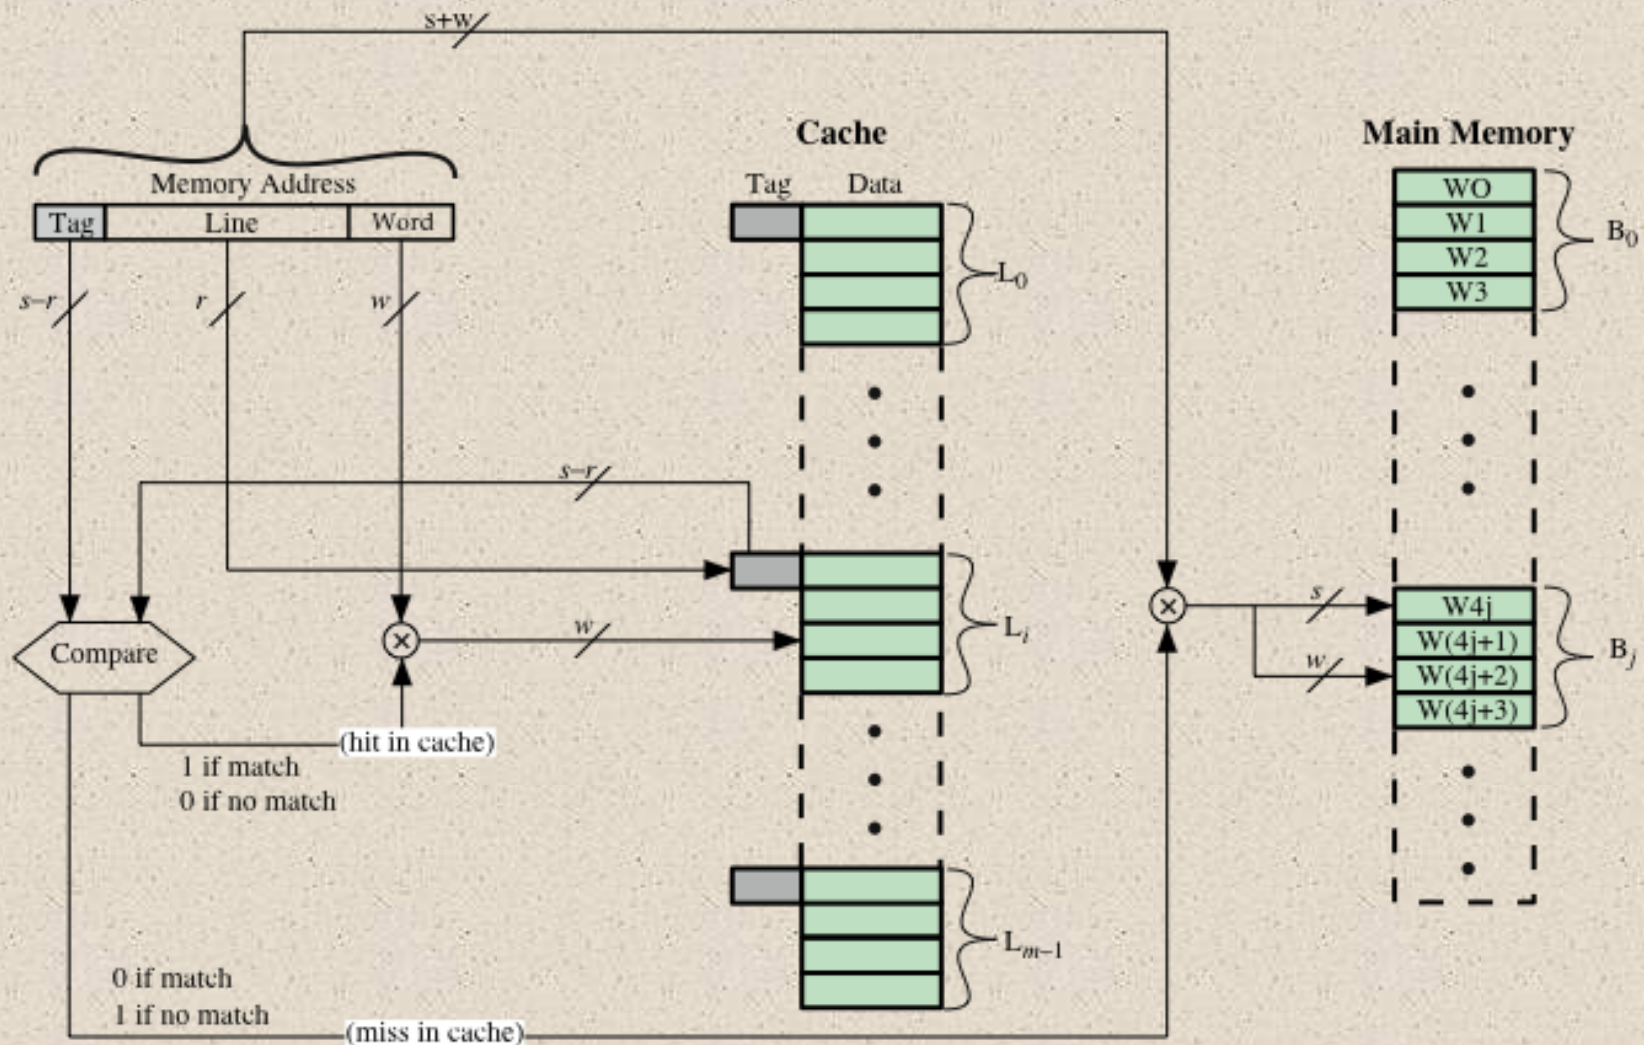 s+w
Cache
Main Memory
Memory Address
Tag Data
Tag Line Word
WO
W1
W2
W3
B0
L0
s–r
r
w
s–r
Compare
w
Li
s
w
W4j
W(4j+1)
W(4j+2)
W(4j+3)
Bj
(hit in cache)
1 if match
0 if no match
Lm–1
0 if match
1 if no match
(miss in cache)